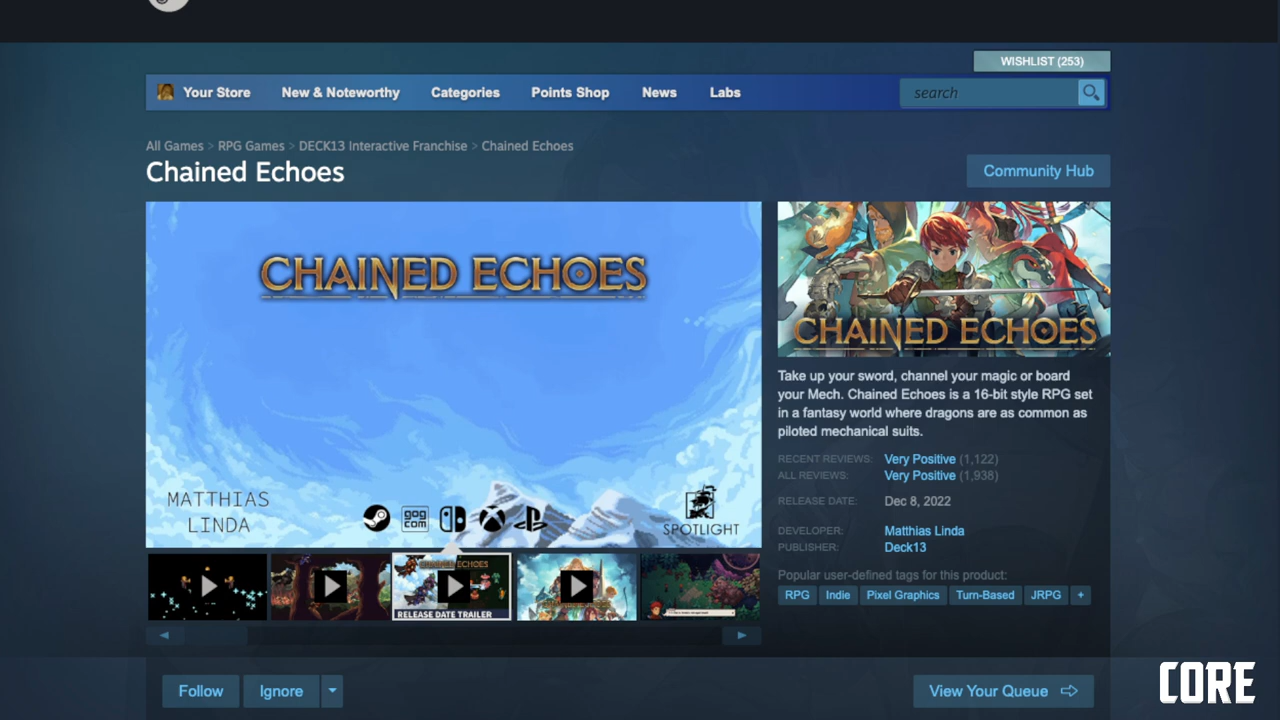 WISHLIST (253)
Your Store New & Noteworthy Categories Points Shop News Labs search
All Games > RPG Games > DECK13 Interactive Franchise > Chained Echoes
Chained Echoes
Community Hub
CHAINED ECHOES
MATTHIAS
LINDA
gog
com
SPOTLIGHT
CHAINED ECHOES
Take up your sword, channel your magic or board
your Mech. Chained Echoes is a 16-bit style RPG set
in a fantasy world where dragons are as common as
piloted mechanical suits.
RECENT REVIEWS: Very Positive (1,122)
ALL REVIEWS: Very Positive (1,938)
RELEASE DATE: Dec 8, 2022
DEVELOPER: Matthias Linda
PUBLISHER: Deck13
Popular user-defined tags for this product:
RPG Indie Pixel Graphics Turn-Based JRPG +
CHAINED ECHOES
RELEASE DATE TRAILER
Follow Ignore
View Your Queue
CORE